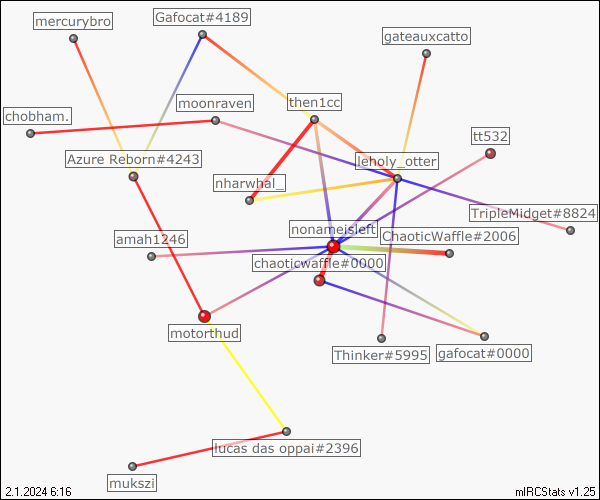 mercurybro
Gafocat#4189
gateauxcatto
chobham.
moonraven
then1cc
tt532
Azure Reborn#4243
leholy_otter
nharwhal_
TripleMidget#8824
nonameisleft
amah1246
ChaoticWaffle#2006
chaoticwaffle#0000
motorthud
Thinker#5995
gafocat#0000
lucas das oppai#2396
mukszi
2.1.2024 6:16
mIRCStats v1.25